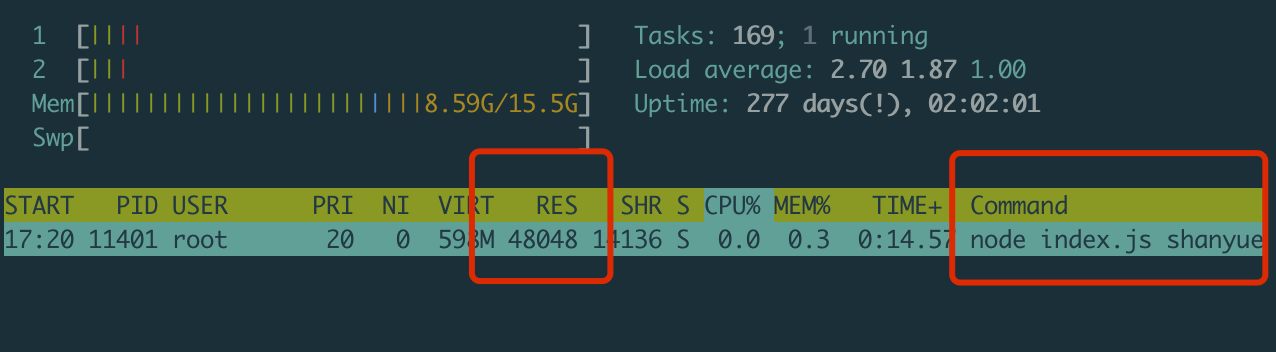 1 [|||| ] Tasks: 169; 1 running
2 [||| ] Load average: 2.70 1.87 1.00
Mem[||||||||||||||||||||||||8.59G/15.5G] Uptime: 277 days(!), 02:02:01
Swp[ ]
START PID USER PRI NI VIRT RES SHR S CPU% MEM% TIME+ Command
17:20 11401 root 20 0 598M 48048 14136 S 0.0 0.3 0:14.57 node index.js shanyue